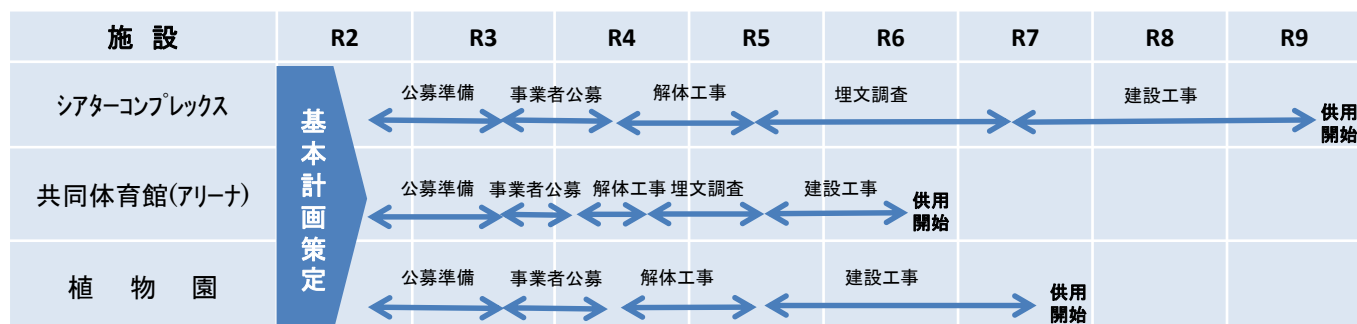 施 設 R2 R3 R4 R5 R6 R7 R8 R9
基本計画策定
シアターコンプレックス
公募準備 事業者公募 解体工事 埋文調査 建設工事
供用
開始
共同体育館(アリーナ)
公募準備 事業者公募 解体工事 埋文調査 建設工事
供用
開始
植 物 園
公募準備 事業者公募 解体工事 建設工事
供用
開始